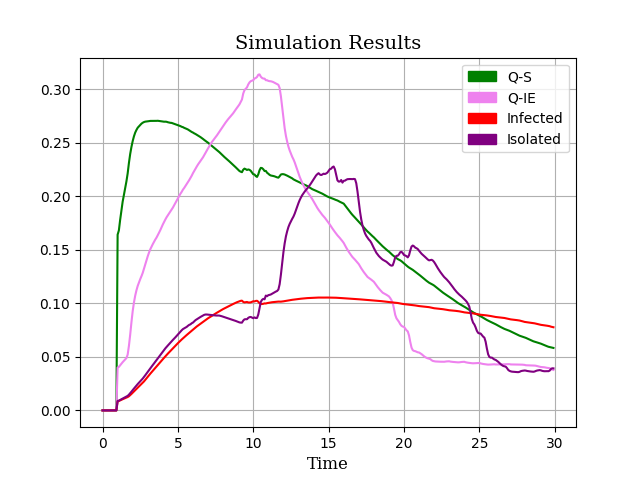 Simulation Results
Q-S
Q-IE
Infected
Isolated
0.30
0.25
0.20
0.15
0.10
0.05
0.00
0 5 10 15 20 25 30
Time